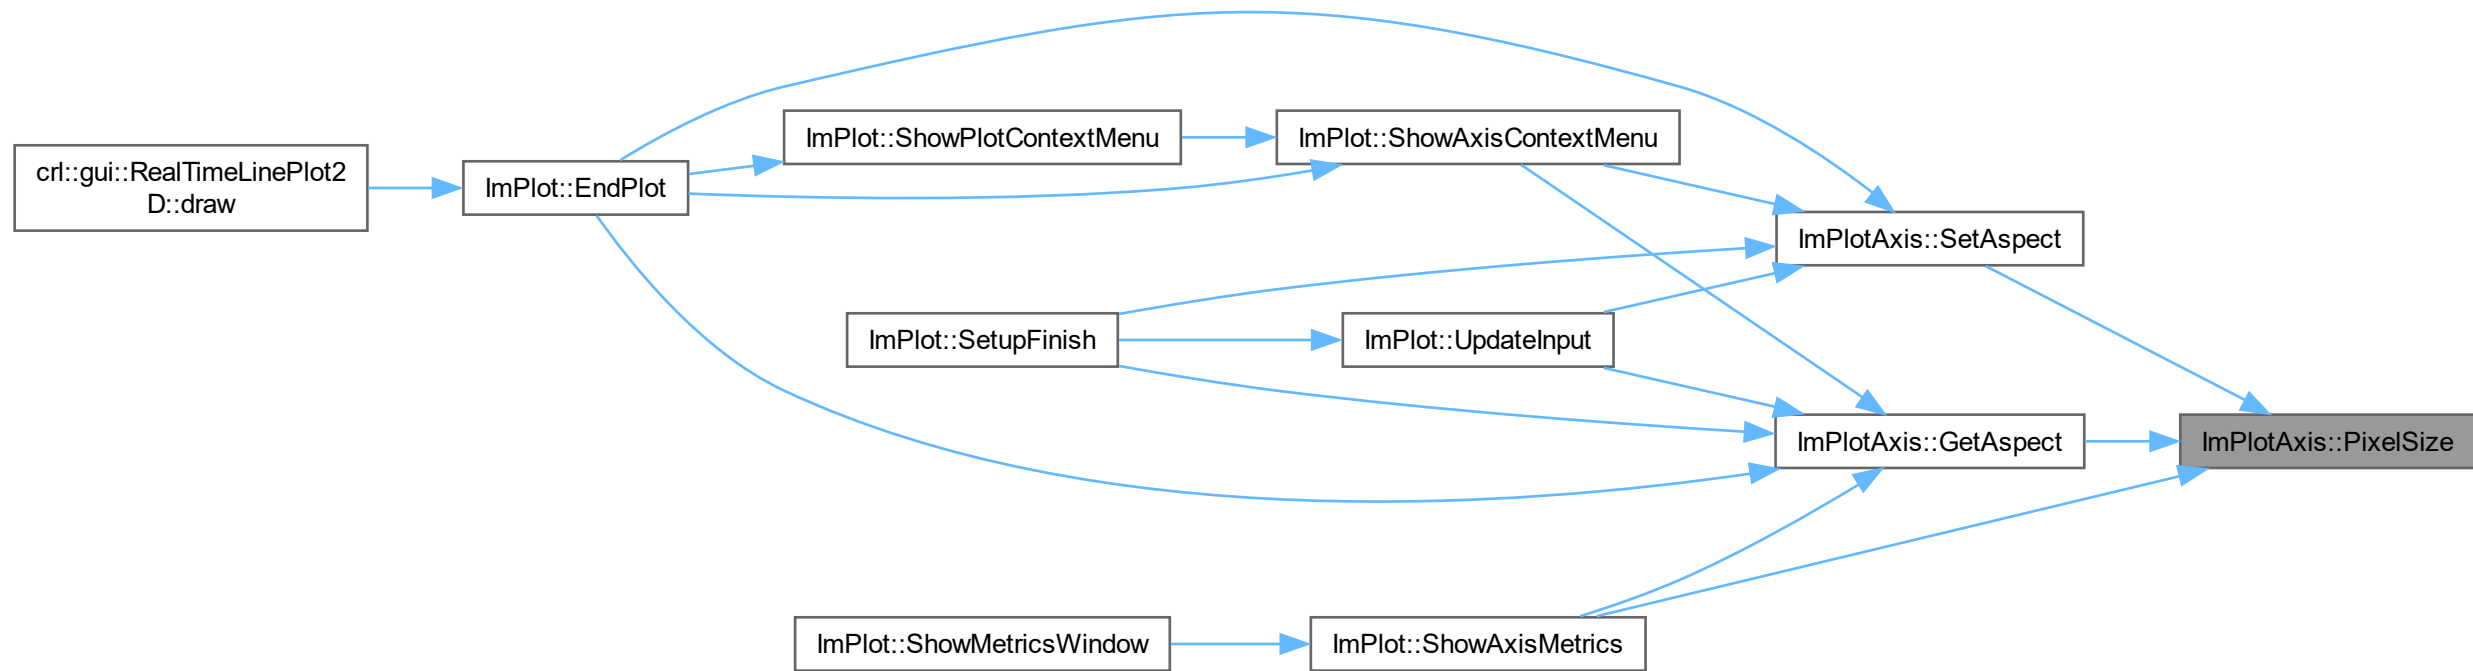 ImPlot::ShowPlotContextMenu
ImPlot::ShowAxisContextMenu
crl::gui::RealTimeLinePlot2
D::draw
ImPlot::EndPlot
ImPlotAxis::SetAspect
ImPlot::SetupFinish
ImPlot::UpdateInput
ImPlotAxis::GetAspect
ImPlotAxis::PixelSize
ImPlot::ShowMetricsWindow
ImPlot::ShowAxisMetrics